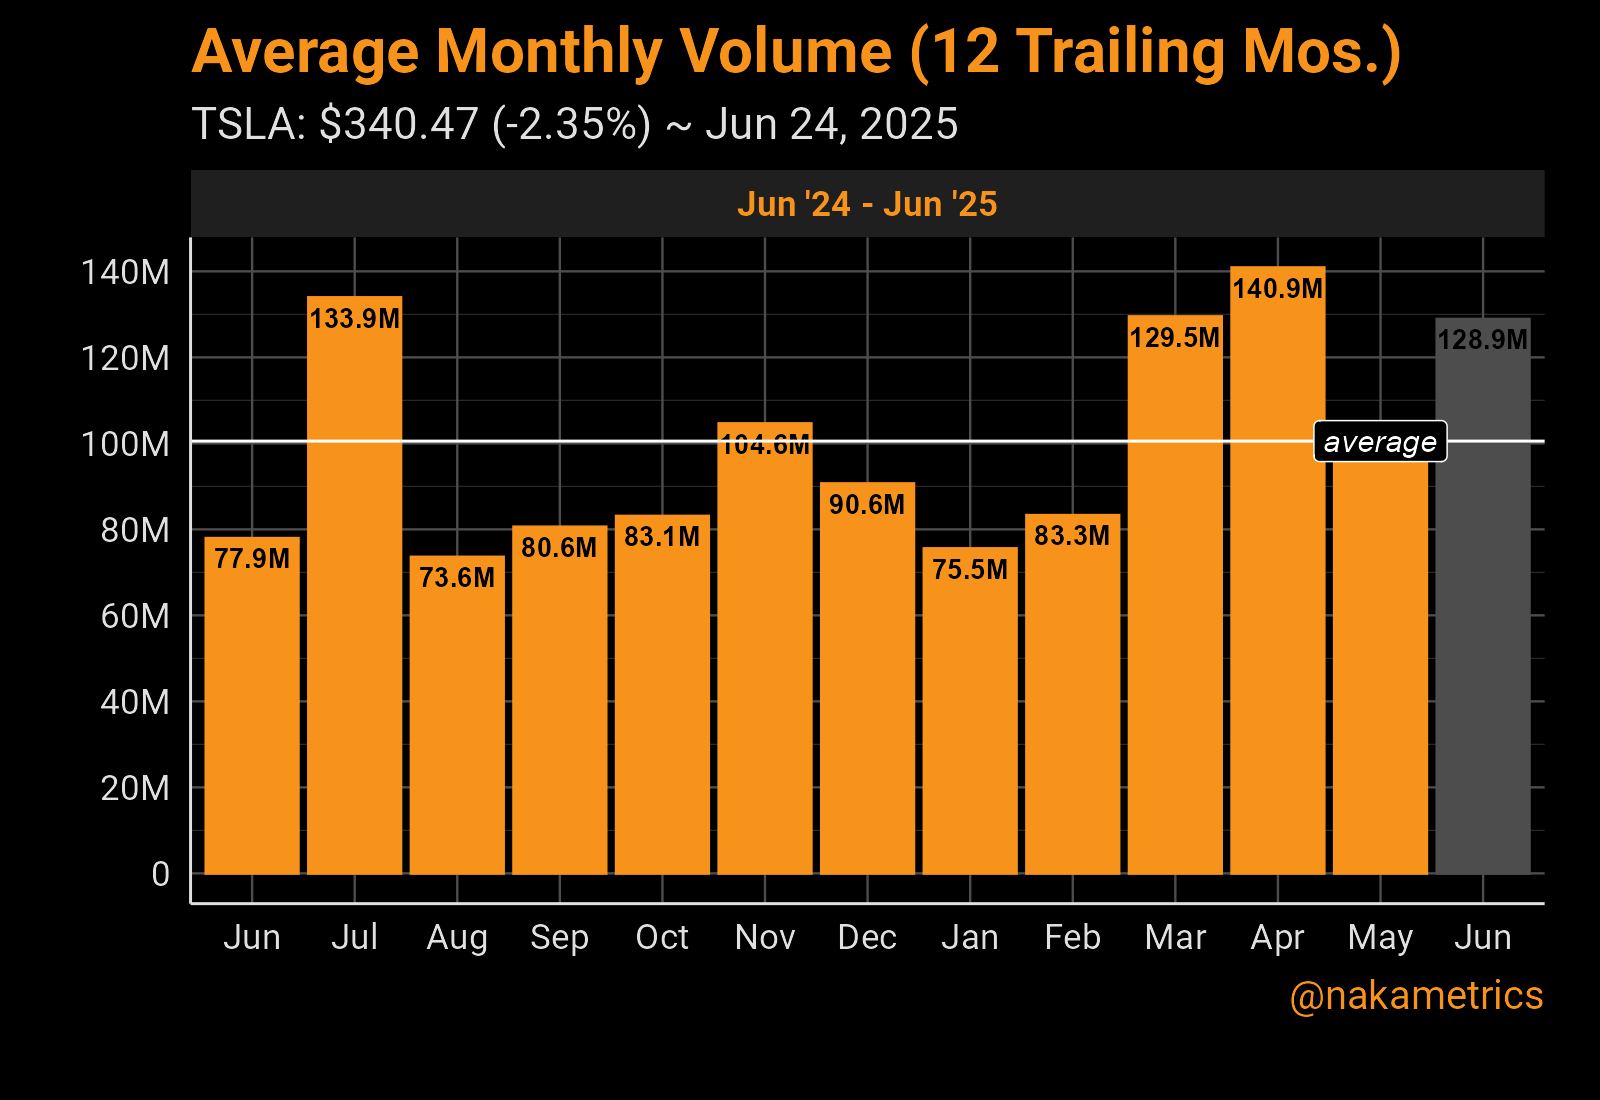 Average Monthly Volume (12 Trailing Mos.)
TSLA: $340.47 (-2.35%) ~ Jun 24, 2025
Jun '24 - Jun '25
140M
120M
100M
80M
60M
40M
20M
0
77.9M
133.9M
73.6M
80.6M
83.1M
104.6M
90.6M
75.5M
83.3M
129.5M
140.9M
average
128.9M
Jun Jul Aug Sep Oct Nov Dec Jan Feb Mar Apr May Jun
@nakametrics